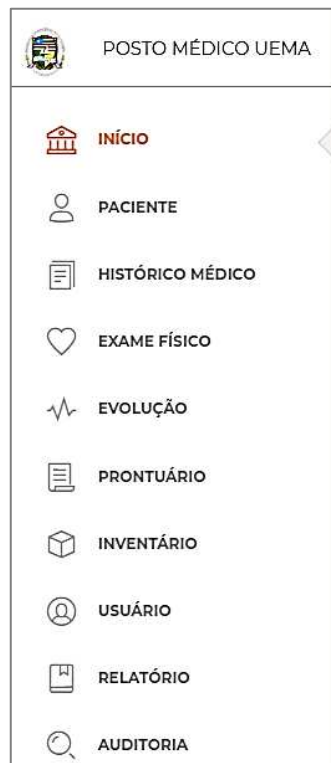 POSTO MÉDICO UEMA
INÍCIO
PACIENTE
HISTÓRICO MÉDICO
EXAME FÍSICO
EVOLUÇÃO
PRONTUÁRIO
INVENTÁRIO
USUÁRIO
RELATÓRIO
AUDITORIA